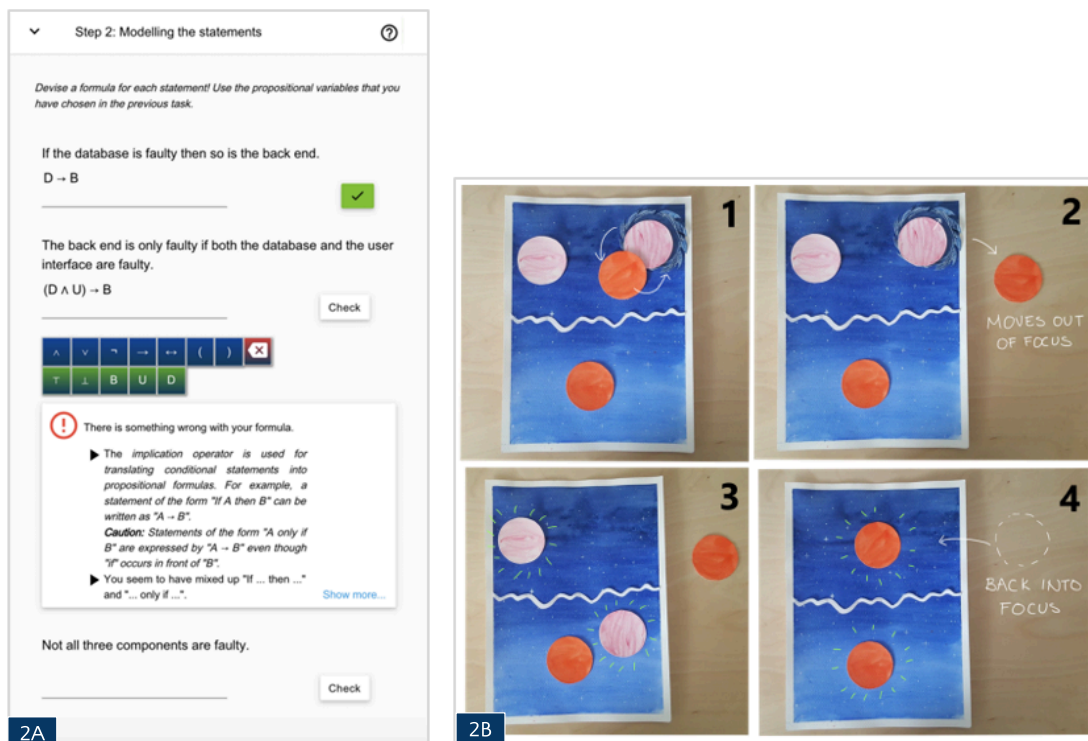 Step 2: Modelling the statements
Devise a formula for each statement! Use the propositional variables that you
have chosen in the previous task.
If the database is faulty then so is the back end.
D → B
The back end is only faulty if both the database and the user
interface are faulty.
(D ∧ U) → B
Check
∧ ∨ ¬ → ↔ ( )
⊤ ⊥ B U D
There is something wrong with your formula.
The implication operator is used for
translating conditional statements into
propositional formulas. For example, a
statement of the form "If A then B" can be
written as "A → B".
Caution: Statements of the form "A only if
B" are expressed by "A → B" even though
"if" occurs in front of "B".
You seem to have mixed up "If ... then ..."
and "... only if ...".
Show more...
Not all three components are faulty.
Check
2A
1
2
MOVES OUT
OF FOCUS
3
4
BACK INTO
FOCUS
2B